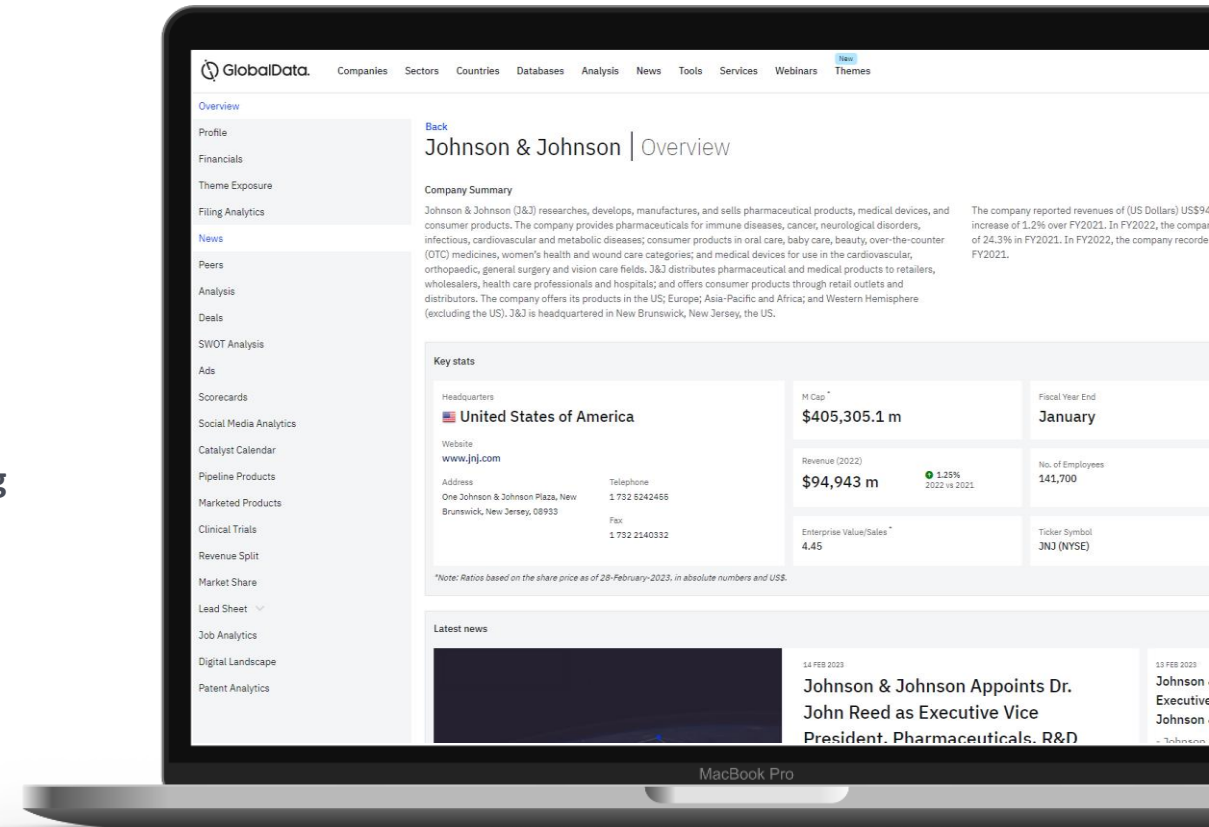 GlobalData.
Companies Sectors Countries Databases Analysis News Tools Services Webinars Themes
New
Overview
Profile
Financials
Theme Exposure
Filing Analytics
News
Peers
Analysis
Deals
SWOT Analysis
Ads
Scorecards
Social Media Analytics
Catalyst Calendar
Pipeline Products
Marketed Products
Clinical Trials
Revenue Split
Market Share
Lead Sheet
Job Analytics
Digital Landscape
Patent Analytics
Back
Johnson & Johnson | Overview
Company Summary
Johnson & Johnson (J&J) researches, develops, manufactures, and sells pharmaceutical products, medical devices, and
consumer products. The company provides pharmaceuticals for immune diseases, cancer, neurological disorders,
infectious, cardiovascular and metabolic diseases; consumer products in oral care, baby care, beauty, over-the-counter
(OTC) medicines, women's health and wound care categories; and medical devices for use in the cardiovascular,
orthopaedic, general surgery and vision care fields. J&J distributes pharmaceutical and medical products to retailers,
wholesalers, health care professionals and hospitals; and offers consumer products through retail outlets and
distributors. The company offers its products in the US; Europe; Asia-Pacific and Africa; and Western Hemisphere
(excluding the US). J&J is headquartered in New Brunswick, New Jersey, the US.
The company reported revenues of (US Dollars) US$94
increase of 1.2% over FY2021. In FY2022, the compan
of 24.3% in FY2021. In FY2022, the company recorde
FY2021.
Key stats
Headquarters
United States of America
Website
www.jnj.com
Address
One Johnson & Johnson Plaza, New
Brunswick, New Jersey, 08933
Telephone
1 732 5242455
Fax
1 732 2140332
M Cap *
$405,305.1 m
Fiscal Year End
January
Revenue (2022)
$94,943 m
1.25%
2022 vs 2021
No. of Employees
141,700
Enterprise Value/Sales *
4.45
Ticker Symbol
JNJ (NYSE)
*Note: Ratios based on the share price as of 28-February-2023, in absolute numbers and US$.
Latest news
14 FEB 2023
Johnson & Johnson Appoints Dr.
John Reed as Executive Vice
President, Pharmaceuticals, R&D
13 FEB 2023
Johnson &
Executive
Johnson &
- Johnson
g
MacBook Pro